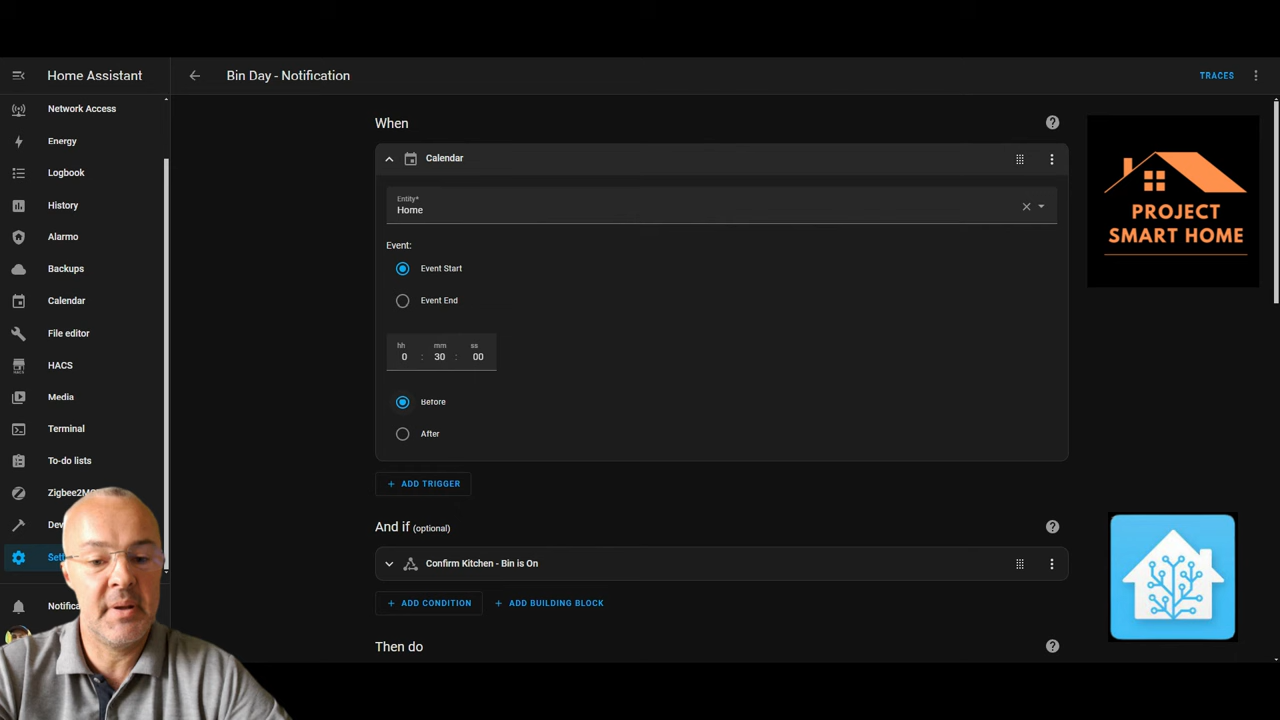 Home Assistant
Bin Day - Notification
TRACES
Network Access
Energy
Logbook
History
Alarmo
Backups
Calendar
File editor
HACS
HACS
Media
Terminal
To-do lists
When
Calendar
Entity*
Home
Event:
Event Start
Event End
hh mm ss
0 : 30 : 00
Before
After
+ ADD TRIGGER
And if (optional)
Confirm Kitchen - Bin is On
+ ADD CONDITION + ADD BUILDING BLOCK
Then do
PROJECT
SMART HOME